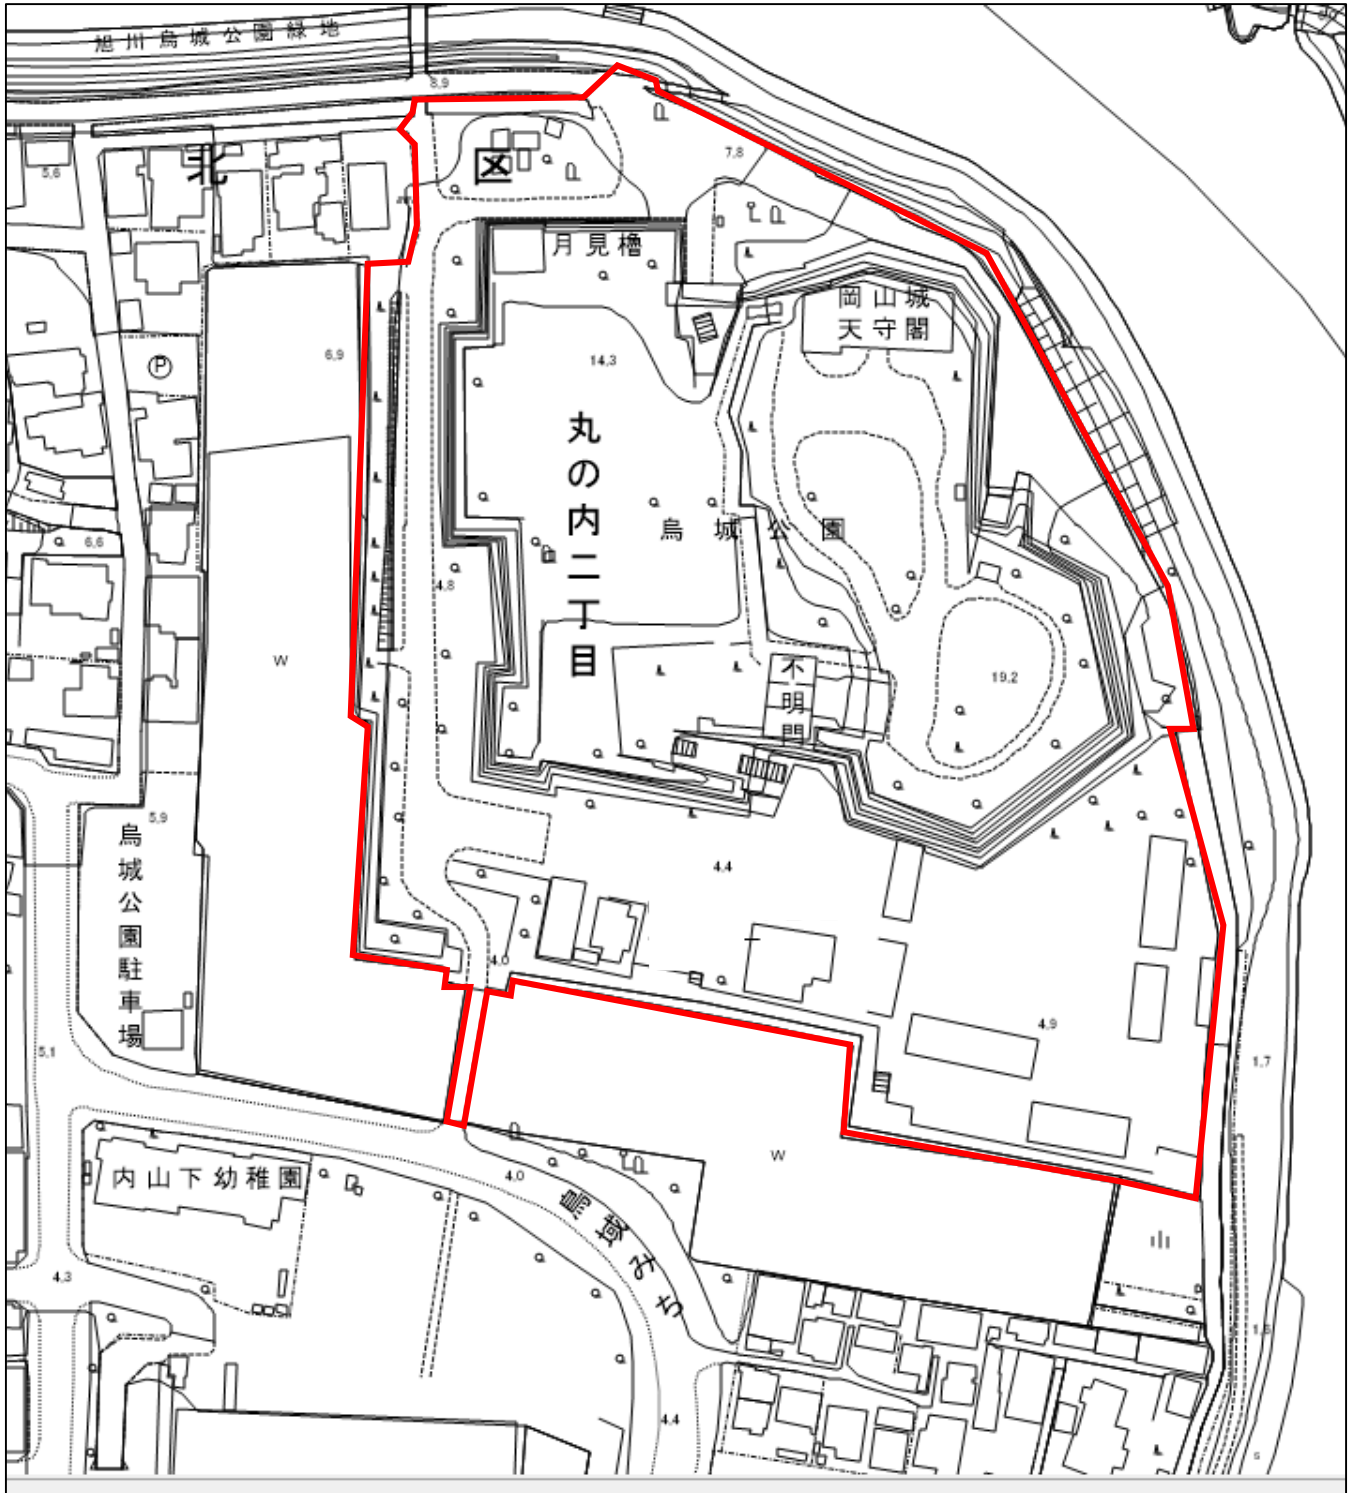 旭川烏城公園緑地
8,9
北
区
5,6
7,8
月見櫓
岡山城
天守閣
6,9
14,3
P
丸の内二丁目
烏城公園
6,6
4,8
W
不明門
19,2
5,9
烏城公園駐車場
4,4
4,0
4,9
5,1
1,7
W
内山下幼稚園
4,0
烏城みち
4,3
4,4